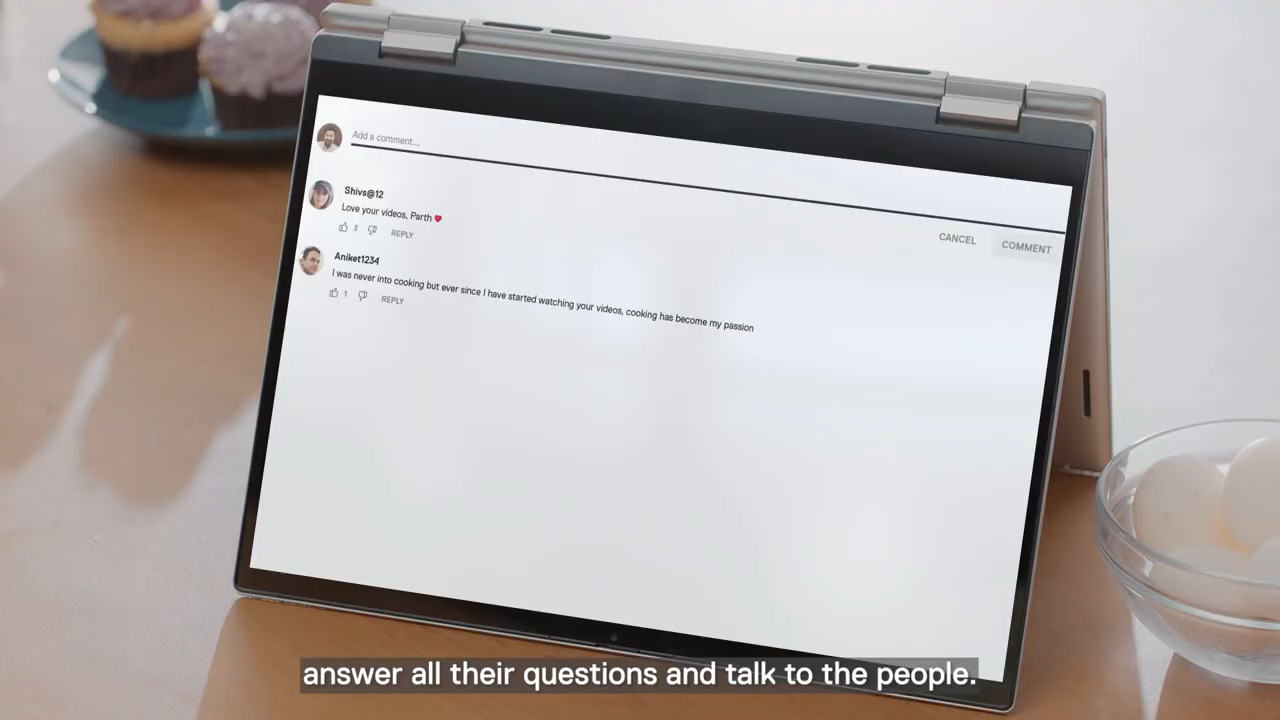 Add a comment...
CANCEL
COMMENT
Shivs@12
Love your videos, Parth ❤
3
REPLY
Aniket1234
I was never into cooking but ever since I have started watching your videos, cooking has become my passion
1
REPLY
answer all their questions and talk to the people.